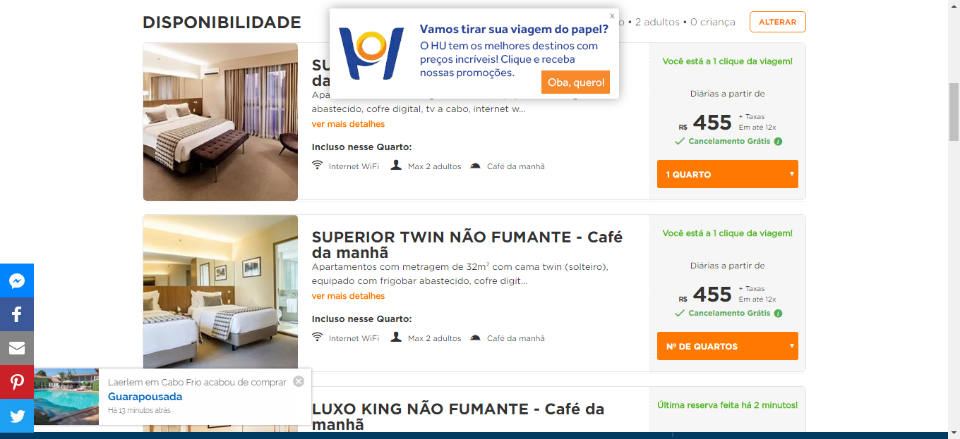 DISPONIBILIDADE
• 2 adultos • 0 criança
ALTERAR
x
Vamos tirar sua viagem do papel?
O HU tem os melhores destinos com
preços incríveis! Clique e receba
nossas promoções.
Oba, quero!
abastecido, cofre digital, tv a cabo, internet w...
ver mais detalhes
Incluso nesse Quarto:
Internet WiFi
Max 2 adultos
Café da manhã
Você está a 1 clique da viagem!
Diárias a partir de
R$ 455 + Taxas
Em até 12x
Cancelamento Grátis i
1 QUARTO
SUPERIOR TWIN NÃO FUMANTE - Café
da manhã
Apartamentos com metragem de 32m² com cama twin (solteiro),
equipado com frigobar abastecido, cofre digit...
ver mais detalhes
Incluso nesse Quarto:
Internet WiFi
Max 2 adultos
Café da manhã
Você está a 1 clique da viagem!
Diárias a partir de
R$ 455 + Taxas
Em até 12x
Cancelamento Grátis i
Nº DE QUARTOS
Laerlem em Cabo Frio acabou de comprar
Guarapousada
Há 13 minutos atrás
LUXO KING NÃO FUMANTE - Café da
manhã
Última reserva feita há 2 minutos!